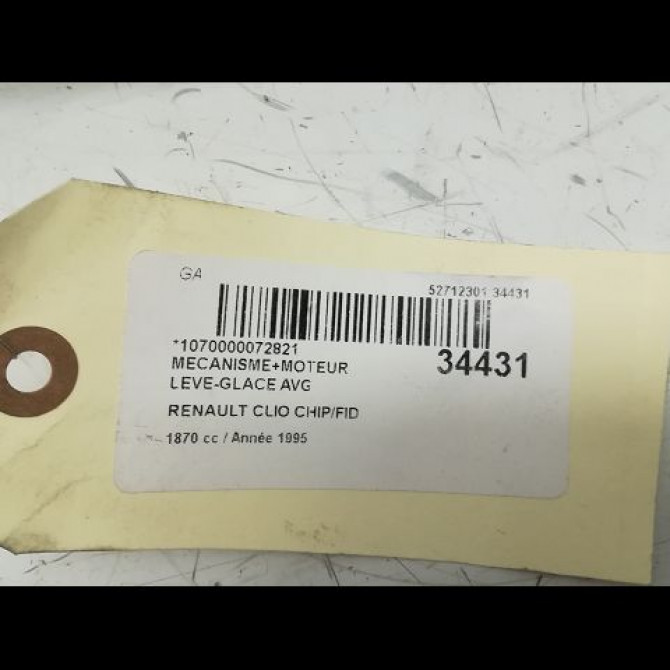 GA
52712301 34431
*1070000072821
MECANISME+MOTEUR
34431
LEVE-GLACE AVG
RENAULT CLIO CHIP/FID
1870 cc / Année 1995